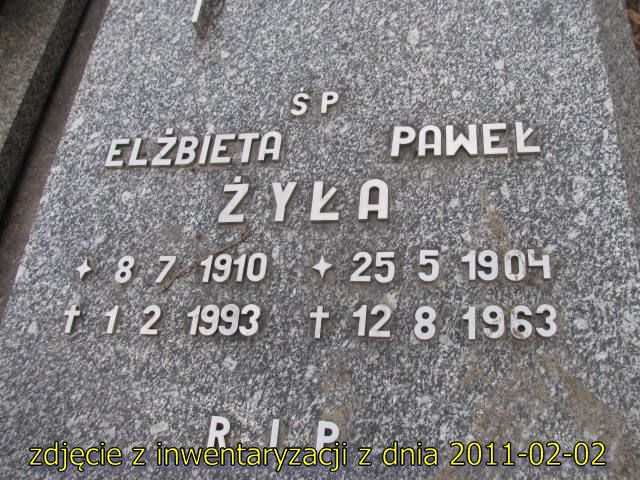 ŚP
ELŻBIETA PAWEŁ
ŻYŁA
✦ 8 7 1910 ✦ 25 5 1904
† 1 2 1993 † 12 8 1963
R I P
zdjęcie z inwentaryzacji z dnia 2011-02-02